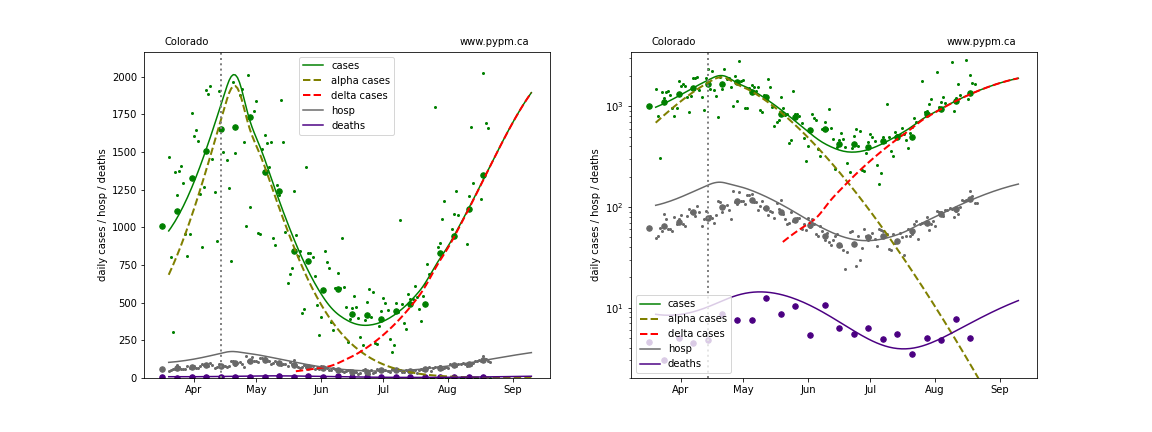 Colorado
www.pypm.ca
daily cases / hosp / deaths
2000
1750
1500
1250
1000
750
500
250
0
Apr
May
Jun
Jul
Aug
Sep
cases
alpha cases
delta cases
hosp
deaths
Colorado
www.pypm.ca
daily cases / hosp / deaths
10³
10²
10¹
Apr
May
Jun
Jul
Aug
Sep
cases
alpha cases
delta cases
hosp
deaths